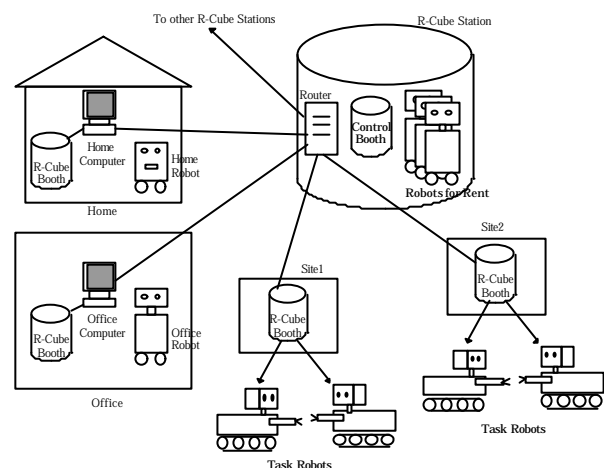 To other R-Cube Stations
R-Cube Station
Router
Control
Booth
Robots for Rent
R-Cube
Booth
Home
Computer
Home
Robot
Home
R-Cube
Booth
Office
Computer
Office
Robot
Office
Site1
R-Cube
Booth
Task Robots
Site2
R-Cube
Booth
Task Robots